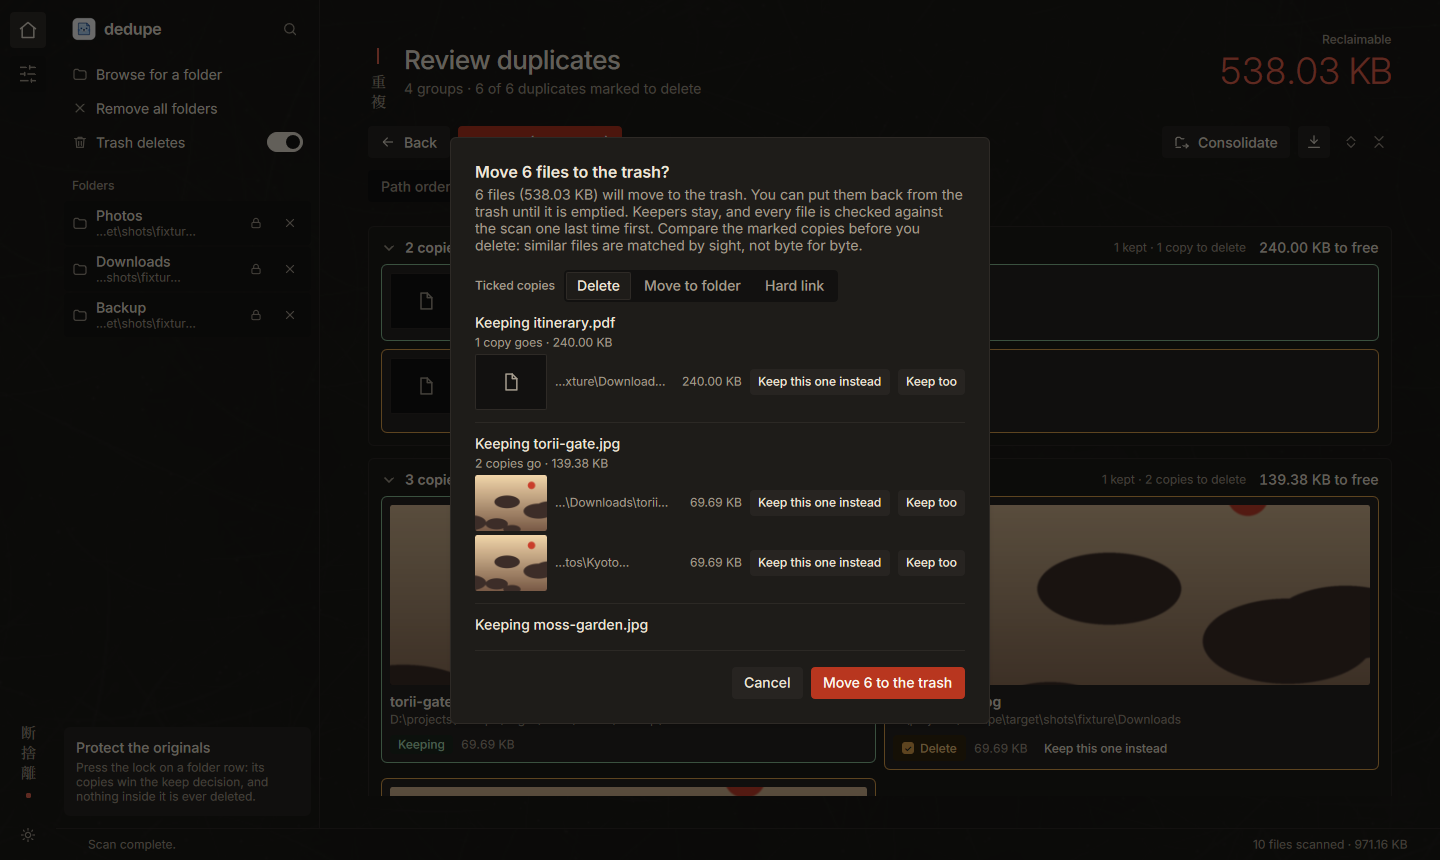 dedupe
Browse for a folder
Remove all folders
Trash deletes
Folders
Photos
...et\shots\fixtur...
Downloads
...shots\fixtur...
Backup
...et\shots\fixtur...
Protect the originals
Press the lock on a folder row: its
copies win the keep decision, and
nothing inside it is ever deleted.
断捨離
重複
Review duplicates
4 groups · 6 of 6 duplicates marked to delete
Reclaimable
538.03 KB
Back
Consolidate
Path order
2 copie
1 kept · 1 copy to delete
240.00 KB to free
3 copie
1 kept · 2 copies to delete
139.38 KB to free
Move 6 files to the trash?
6 files (538.03 KB) will move to the trash. You can put them back from the
trash until it is emptied. Keepers stay, and every file is checked against
the scan one last time first. Compare the marked copies before you
delete: similar files are matched by sight, not byte for byte.
Ticked copies
Delete
Move to folder
Hard link
Keeping itinerary.pdf
1 copy goes · 240.00 KB
...xture\Download...
240.00 KB
Keep this one instead
Keep too
Keeping torii-gate.jpg
2 copies go · 139.38 KB
...\Downloads\torii...
69.69 KB
Keep this one instead
Keep too
...tos\Kyoto...
69.69 KB
Keep this one instead
Keep too
Keeping moss-garden.jpg
Cancel
Move 6 to the trash
torii-gate
D:\projects
Keeping
69.69 KB
pg
pe\target\shots\fixture\Downloads
Delete
69.69 KB
Keep this one instead
Scan complete.
10 files scanned · 971.16 KB